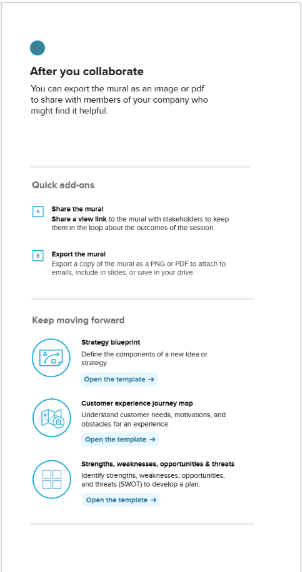 After you collaborate
You can export the mural as an image or pdf
to share with members of your company who
might find it helpful.
Quick add-ons
A
Share the mural
Share a view link to the mural with stakeholders to keep
them in the loop about the outcomes of the session.
B
Export the mural
Export a copy of the mural as a PNG or PDF to attach to
emails, include in slides, or save in your drive.
Keep moving forward
Strategy blueprint
Define the components of a new idea or
strategy.
Open the template →
Customer experience journey map
Understand customer needs, motivations, and
obstacles for an experience.
Open the template →
Strengths, weaknesses, opportunities & threats
Identify strengths, weaknesses, opportunities,
and threats (SWOT) to develop a plan.
Open the template →